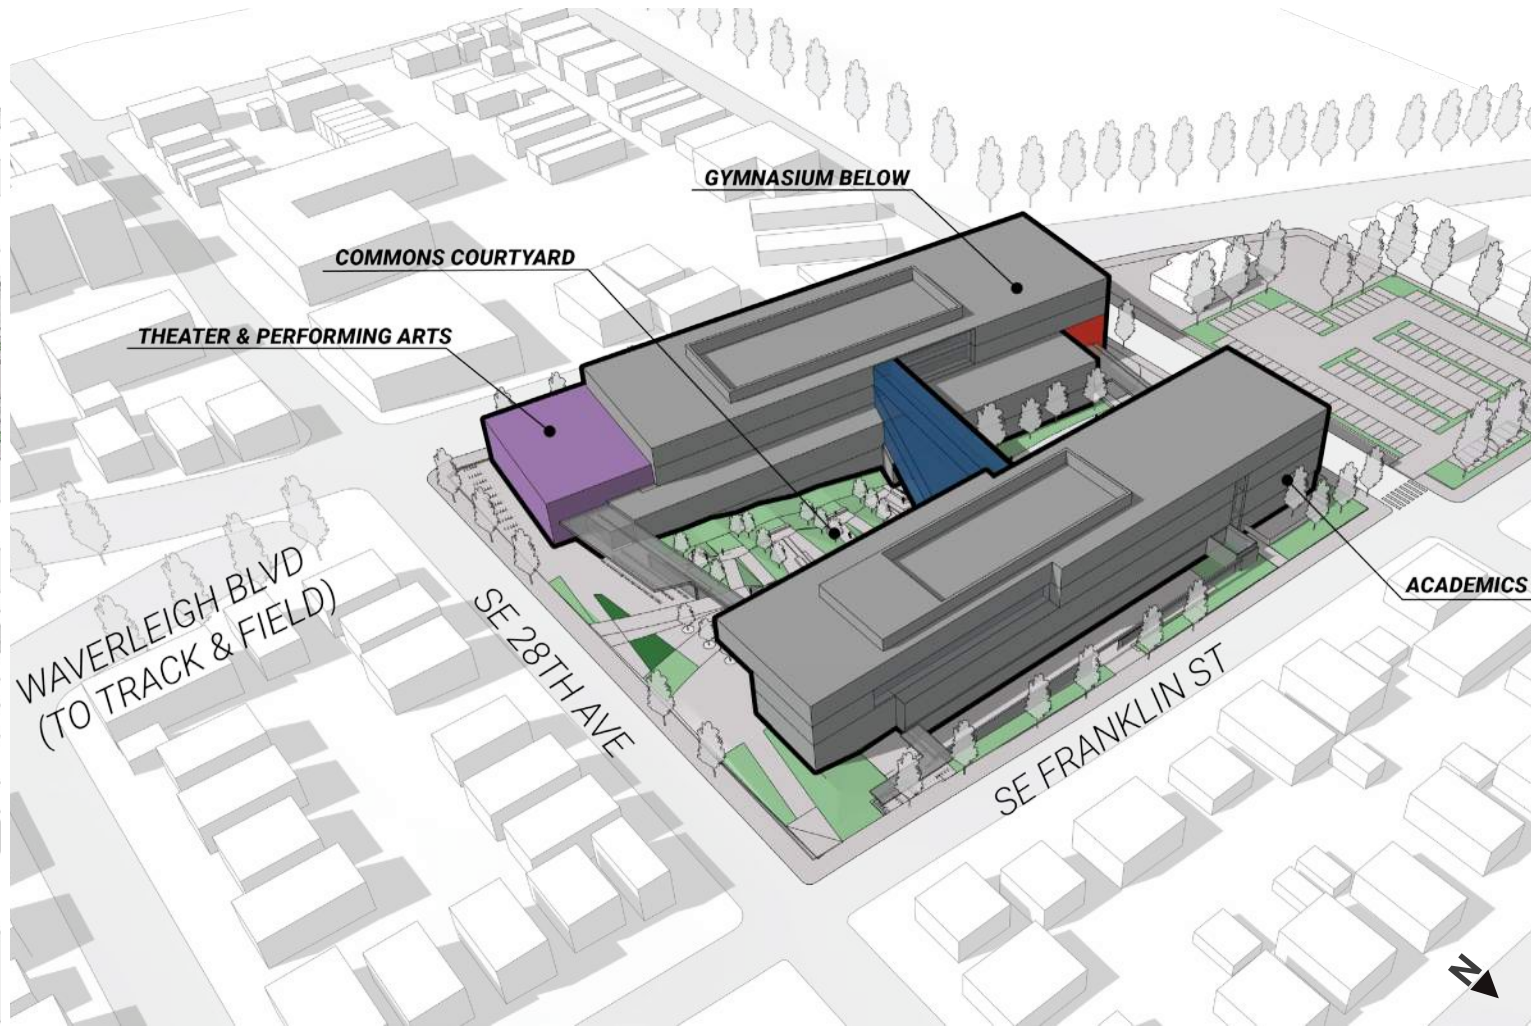 GYMNASIUM BELOW
COMMONS COURTYARD
THEATER & PERFORMING ARTS
ACADEMICS
WAVERLEIGH BLVD
(TO TRACK & FIELD)
SE 28TH AVE
SE FRANKLIN ST
N